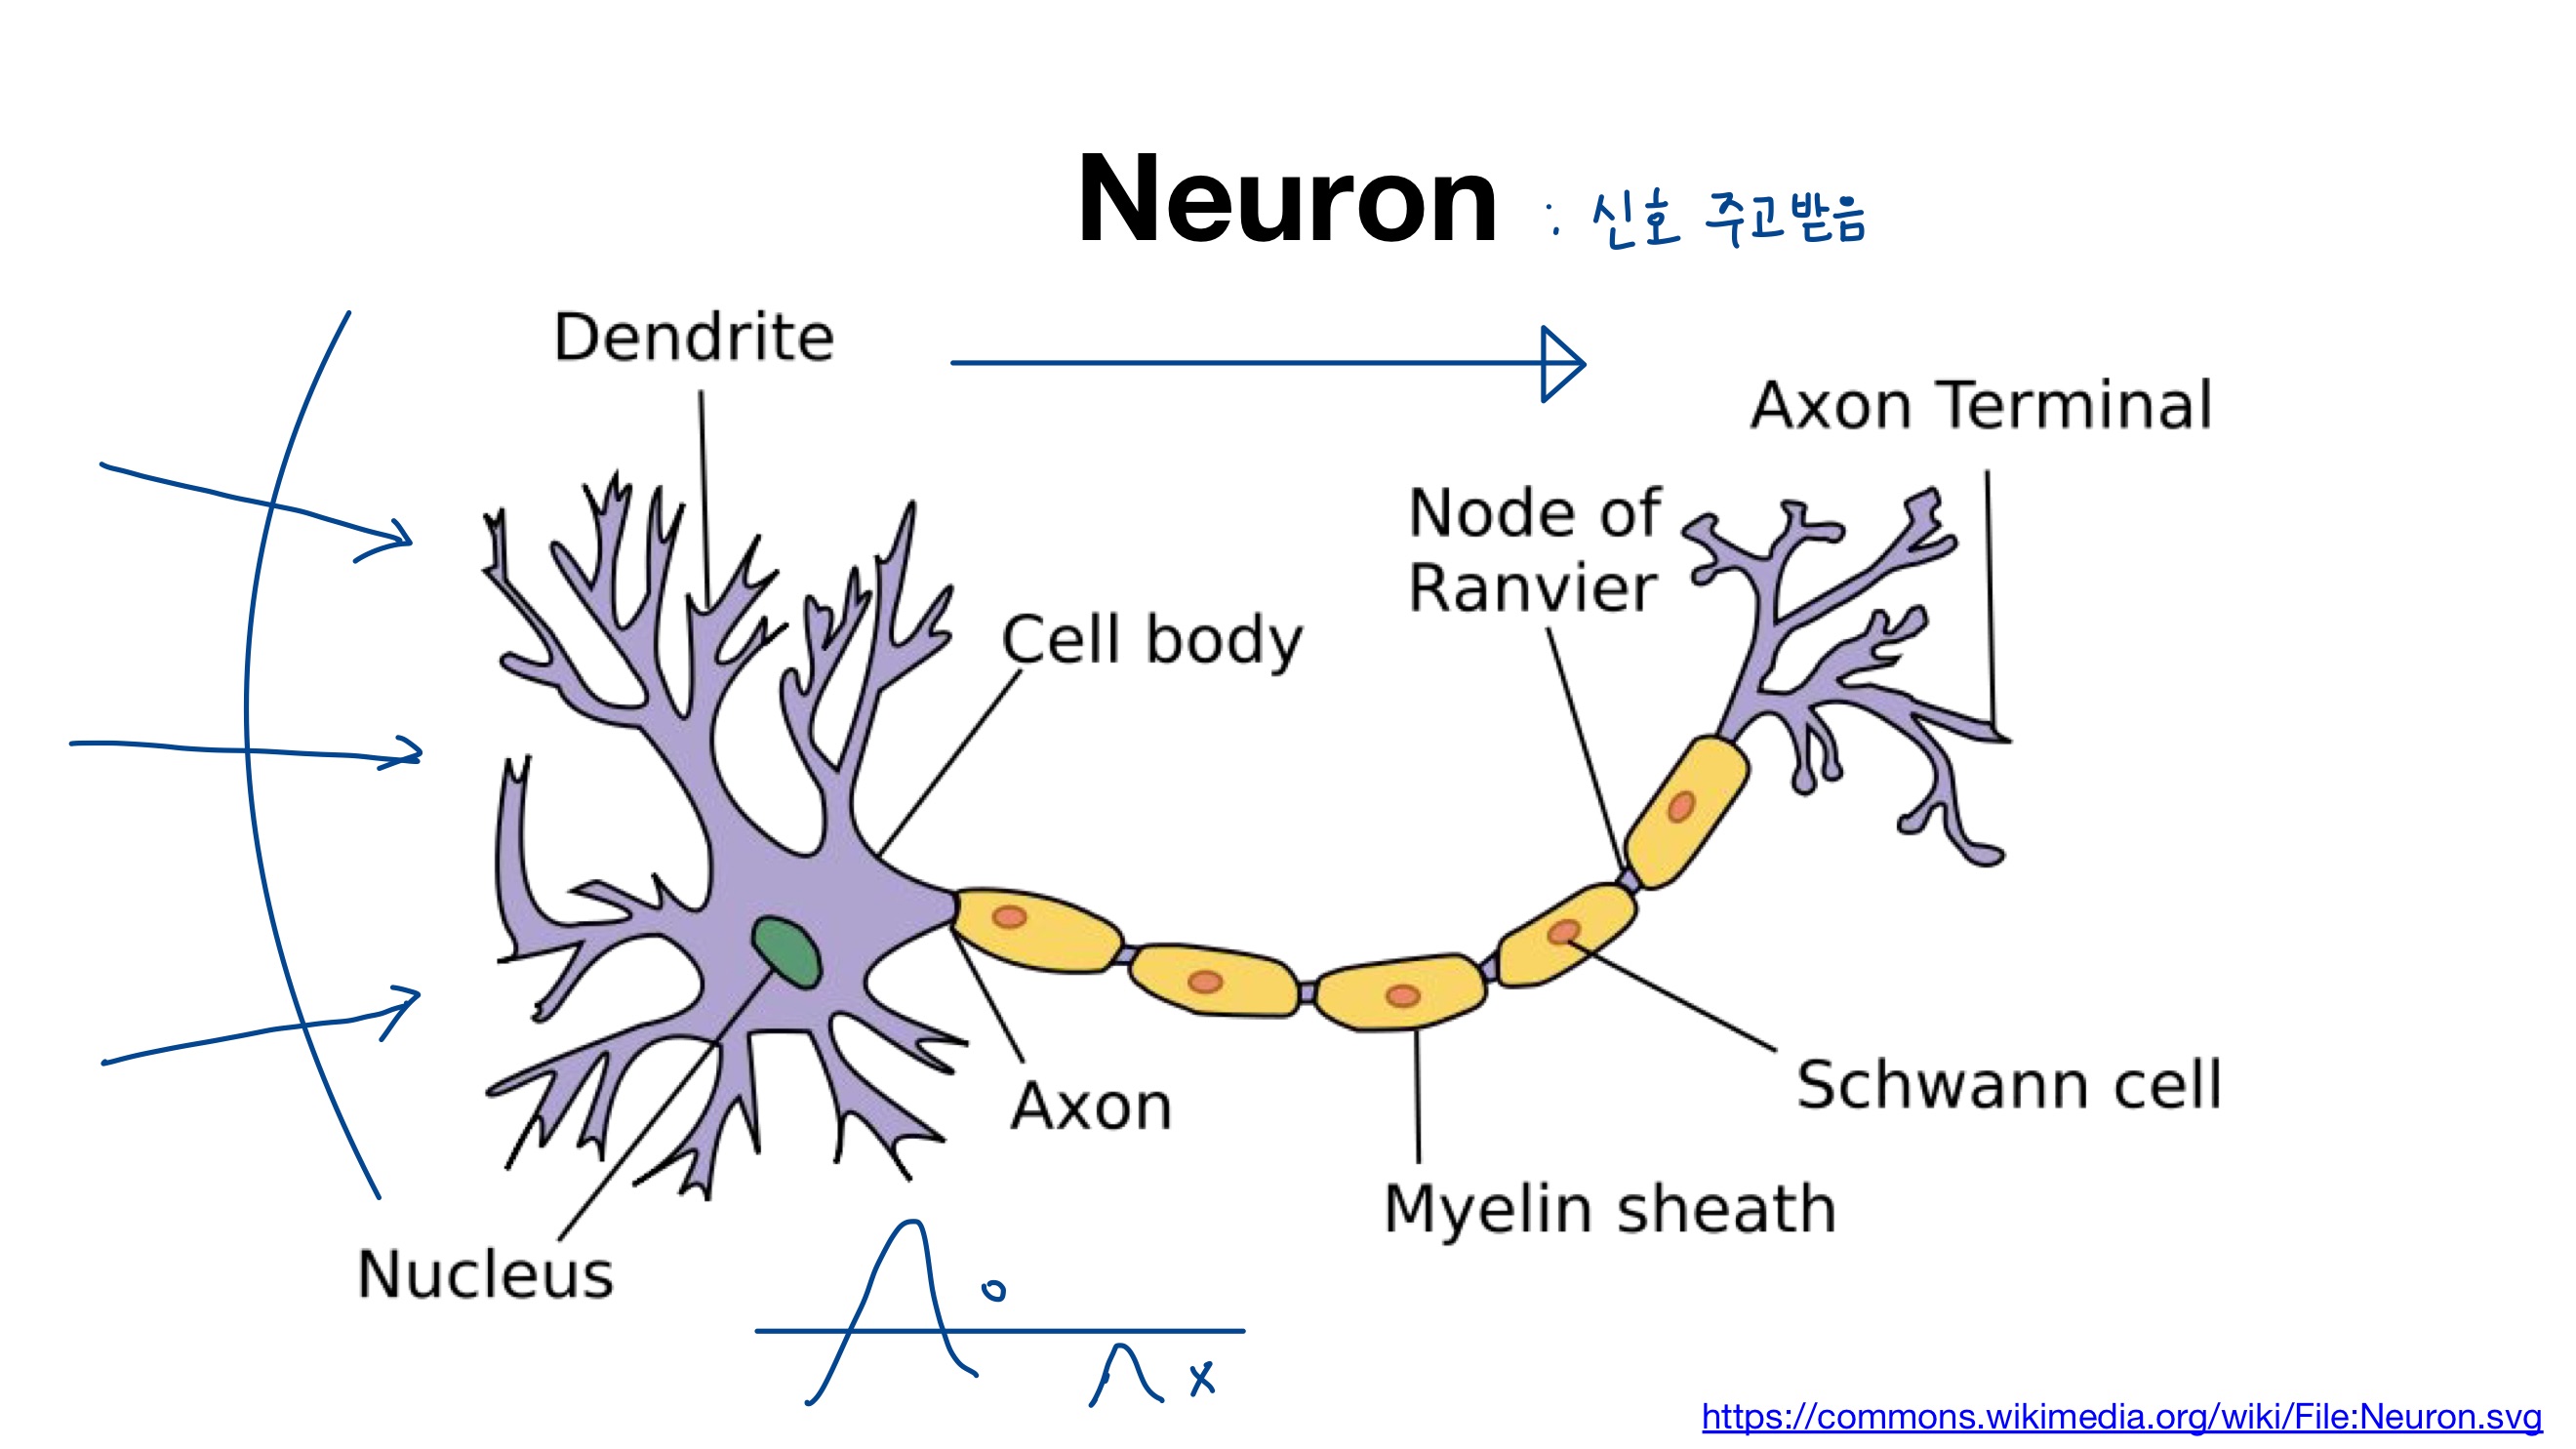 Neuron : 신호 주고받음
Dendrite
Axon Terminal
Node of
Ranvier
Cell body
Axon
Schwann cell
Myelin sheath
Nucleus
o
x
https://commons.wikimedia.org/wiki/File:Neuron.svg